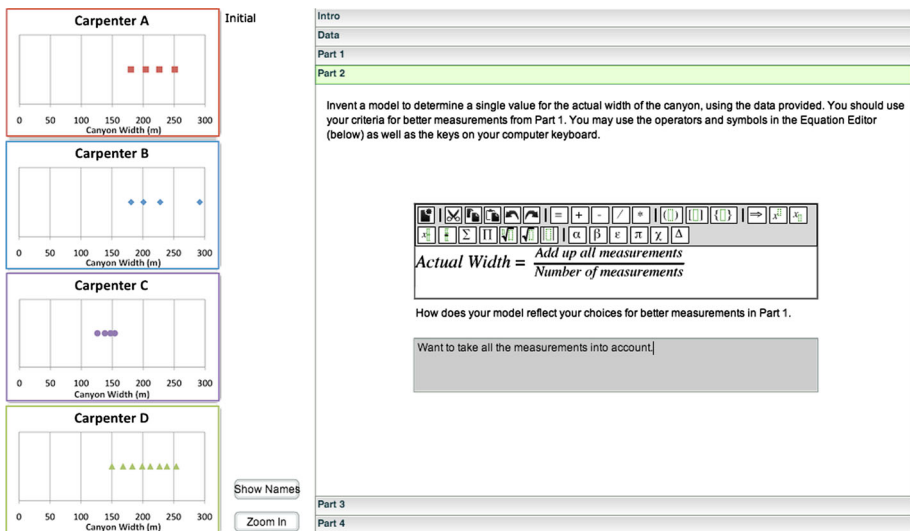 Carpenter A
0 50 100 150 200 250 300
Canyon Width (m)
Carpenter B
0 50 100 150 200 250 300
Canyon Width (m)
Carpenter C
0 50 100 150 200 250 300
Canyon Width (m)
Carpenter D
0 50 100 150 200 250 300
Canyon Width (m)
Initial
Show Names
Zoom In
Intro
Data
Part 1
Part 2
Invent a model to determine a single value for the actual width of the canyon, using the data provided. You should use
your criteria for better measurements from Part 1. You may use the operators and symbols in the Equation Editor
(below) as well as the keys on your computer keyboard.
= + - / * ([]) [[]] {[]} ⇒ x
Σ Π √ √ α β ε π χ Δ
Actual Width = Add up all measurements
Number of measurements
How does your model reflect your choices for better measurements in Part 1.
Want to take all the measurements into account.
Part 3
Part 4